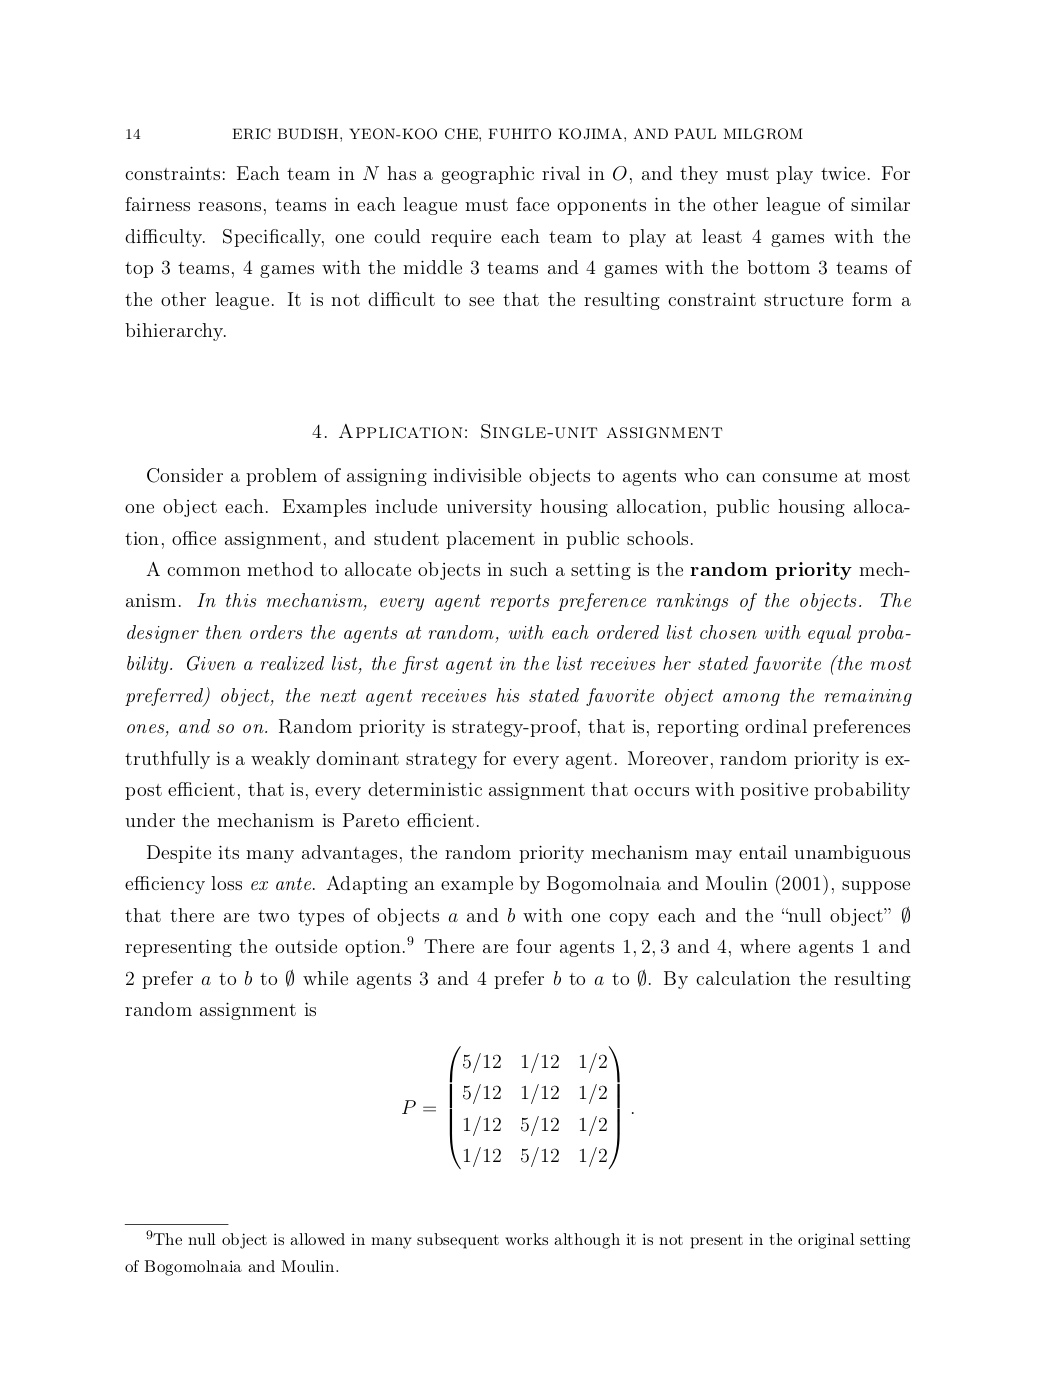 14 ERIC BUDISH, YEON-KOO CHE, FUHITO KOJIMA, AND PAUL MILGROM
constraints: Each team in N has a geographic rival in O, and they must play twice. For
fairness reasons, teams in each league must face opponents in the other league of similar
difficulty. Specifically, one could require each team to play at least 4 games with the
top 3 teams, 4 games with the middle 3 teams and 4 games with the bottom 3 teams of
the other league. It is not difficult to see that the resulting constraint structure form a
bihierarchy.
4. Application: Single-unit assignment
Consider a problem of assigning indivisible objects to agents who can consume at most
one object each. Examples include university housing allocation, public housing alloca-
tion, office assignment, and student placement in public schools.
A common method to allocate objects in such a setting is the random priority mech-
anism. In this mechanism, every agent reports preference rankings of the objects. The
designer then orders the agents at random, with each ordered list chosen with equal proba-
bility. Given a realized list, the first agent in the list receives her stated favorite (the most
preferred) object, the next agent receives his stated favorite object among the remaining
ones, and so on. Random priority is strategy-proof, that is, reporting ordinal preferences
truthfully is a weakly dominant strategy for every agent. Moreover, random priority is ex-
post efficient, that is, every deterministic assignment that occurs with positive probability
under the mechanism is Pareto efficient.
Despite its many advantages, the random priority mechanism may entail unambiguous
efficiency loss ex ante. Adapting an example by Bogomolnaia and Moulin (2001), suppose
that there are two types of objects a and b with one copy each and the “null object” ∅
representing the outside option.⁹ There are four agents 1, 2, 3 and 4, where agents 1 and
2 prefer a to b to ∅ while agents 3 and 4 prefer b to a to ∅. By calculation the resulting
random assignment is
5/12 1/12 1/2
5/12 1/12 1/2
P = .
1/12 5/12 1/2
1/12 5/12 1/2
⁹The null object is allowed in many subsequent works although it is not present in the original setting
of Bogomolnaia and Moulin.